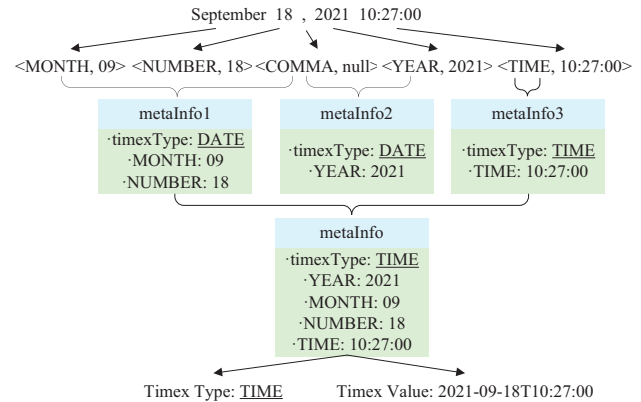 September 18 , 2021 10:27:00
<MONTH, 09> <NUMBER, 18> <COMMA, null> <YEAR, 2021> <TIME, 10:27:00>
metaInfo1
·timexType: DATE
·MONTH: 09
·NUMBER: 18
metaInfo2
·timexType: DATE
·YEAR: 2021
metaInfo3
·timexType: TIME
·TIME: 10:27:00
metaInfo
·timexType: TIME
·YEAR: 2021
·MONTH: 09
·NUMBER: 18
·TIME: 10:27:00
Timex Type: TIME
Timex Value: 2021-09-18T10:27:00